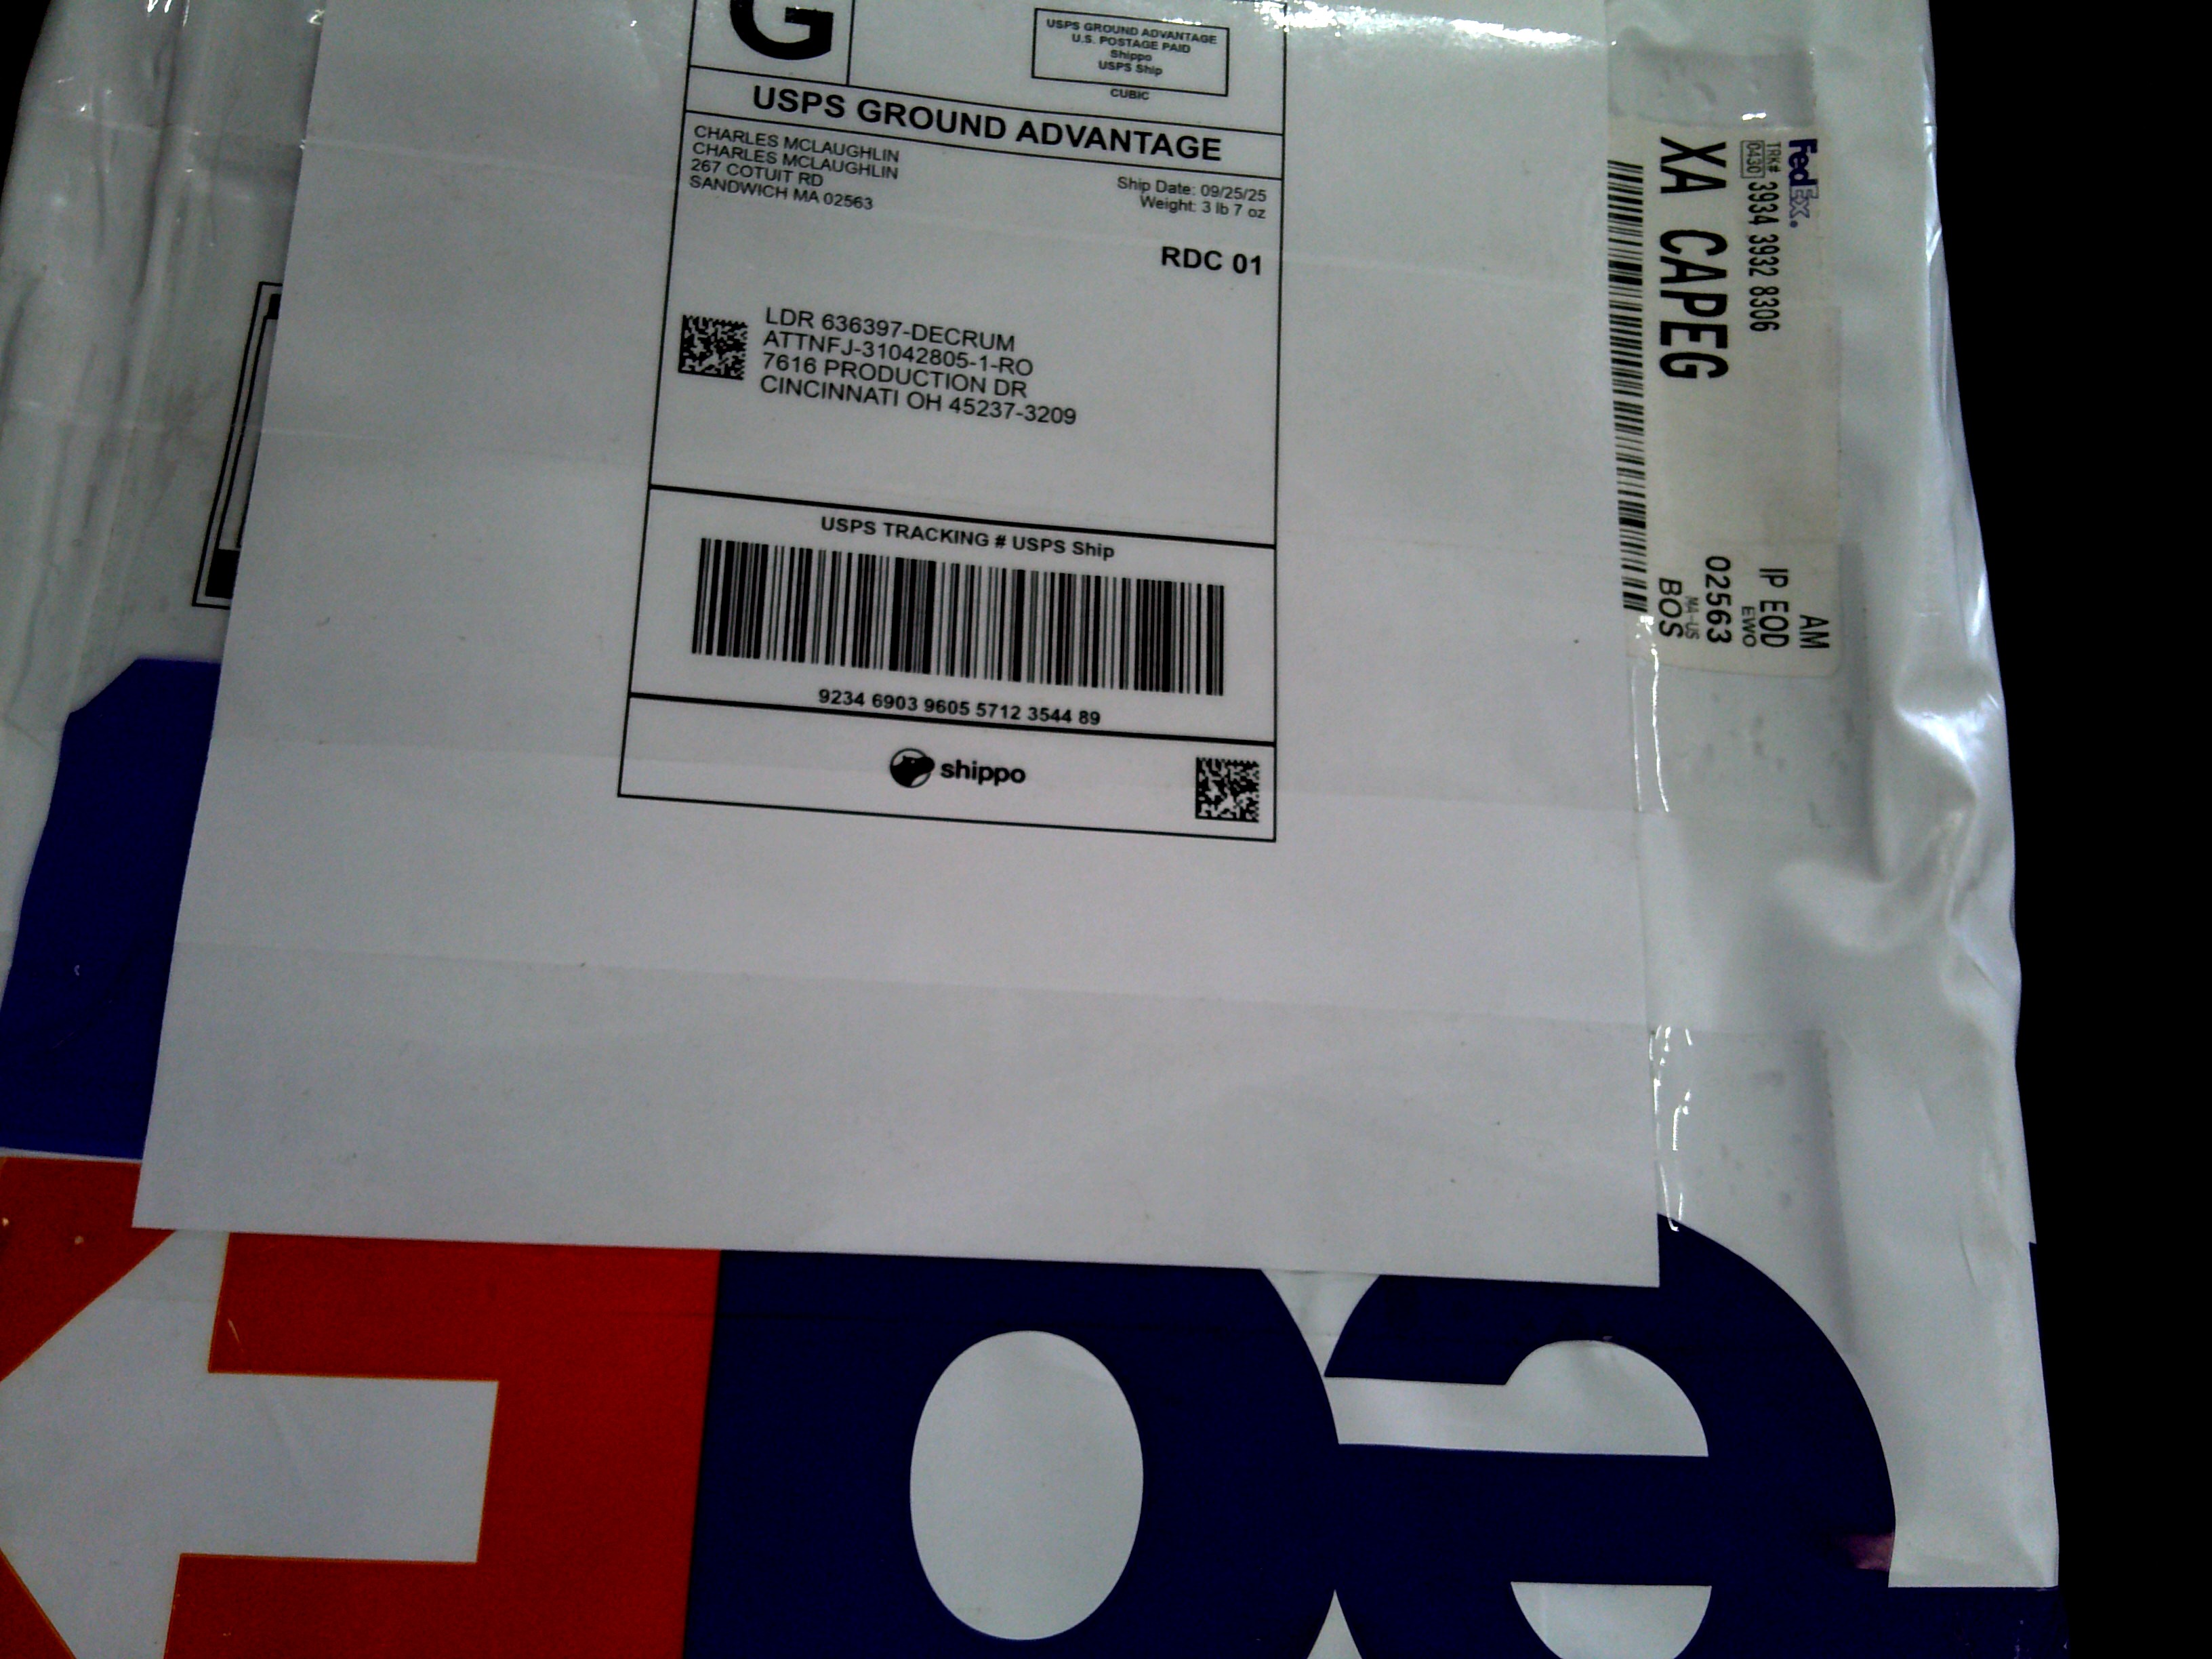 G
USPS GROUND ADVANTAGE
U.S. POSTAGE PAID
Shippo
USPS Ship
CUBIC
USPS GROUND ADVANTAGE
CHARLES MCLAUGHLIN
CHARLES MCLAUGHLIN
267 COTUIT RD
SANDWICH MA 02563
Ship Date: 09/25/25
Weight: 3 lb 7 oz
RDC 01
LDR 636397-DECRUM
ATTNFJ-31042805-1-RO
7616 PRODUCTION DR
CINCINNATI OH 45237-3209
USPS TRACKING # USPS Ship
9234 6903 9605 5712 3544 89
shippo
FedEx®
TRK# 3934 3932 8306
0430
XA CAPEG
AM
IP EOD
EWO
02563
MA-US
BOS